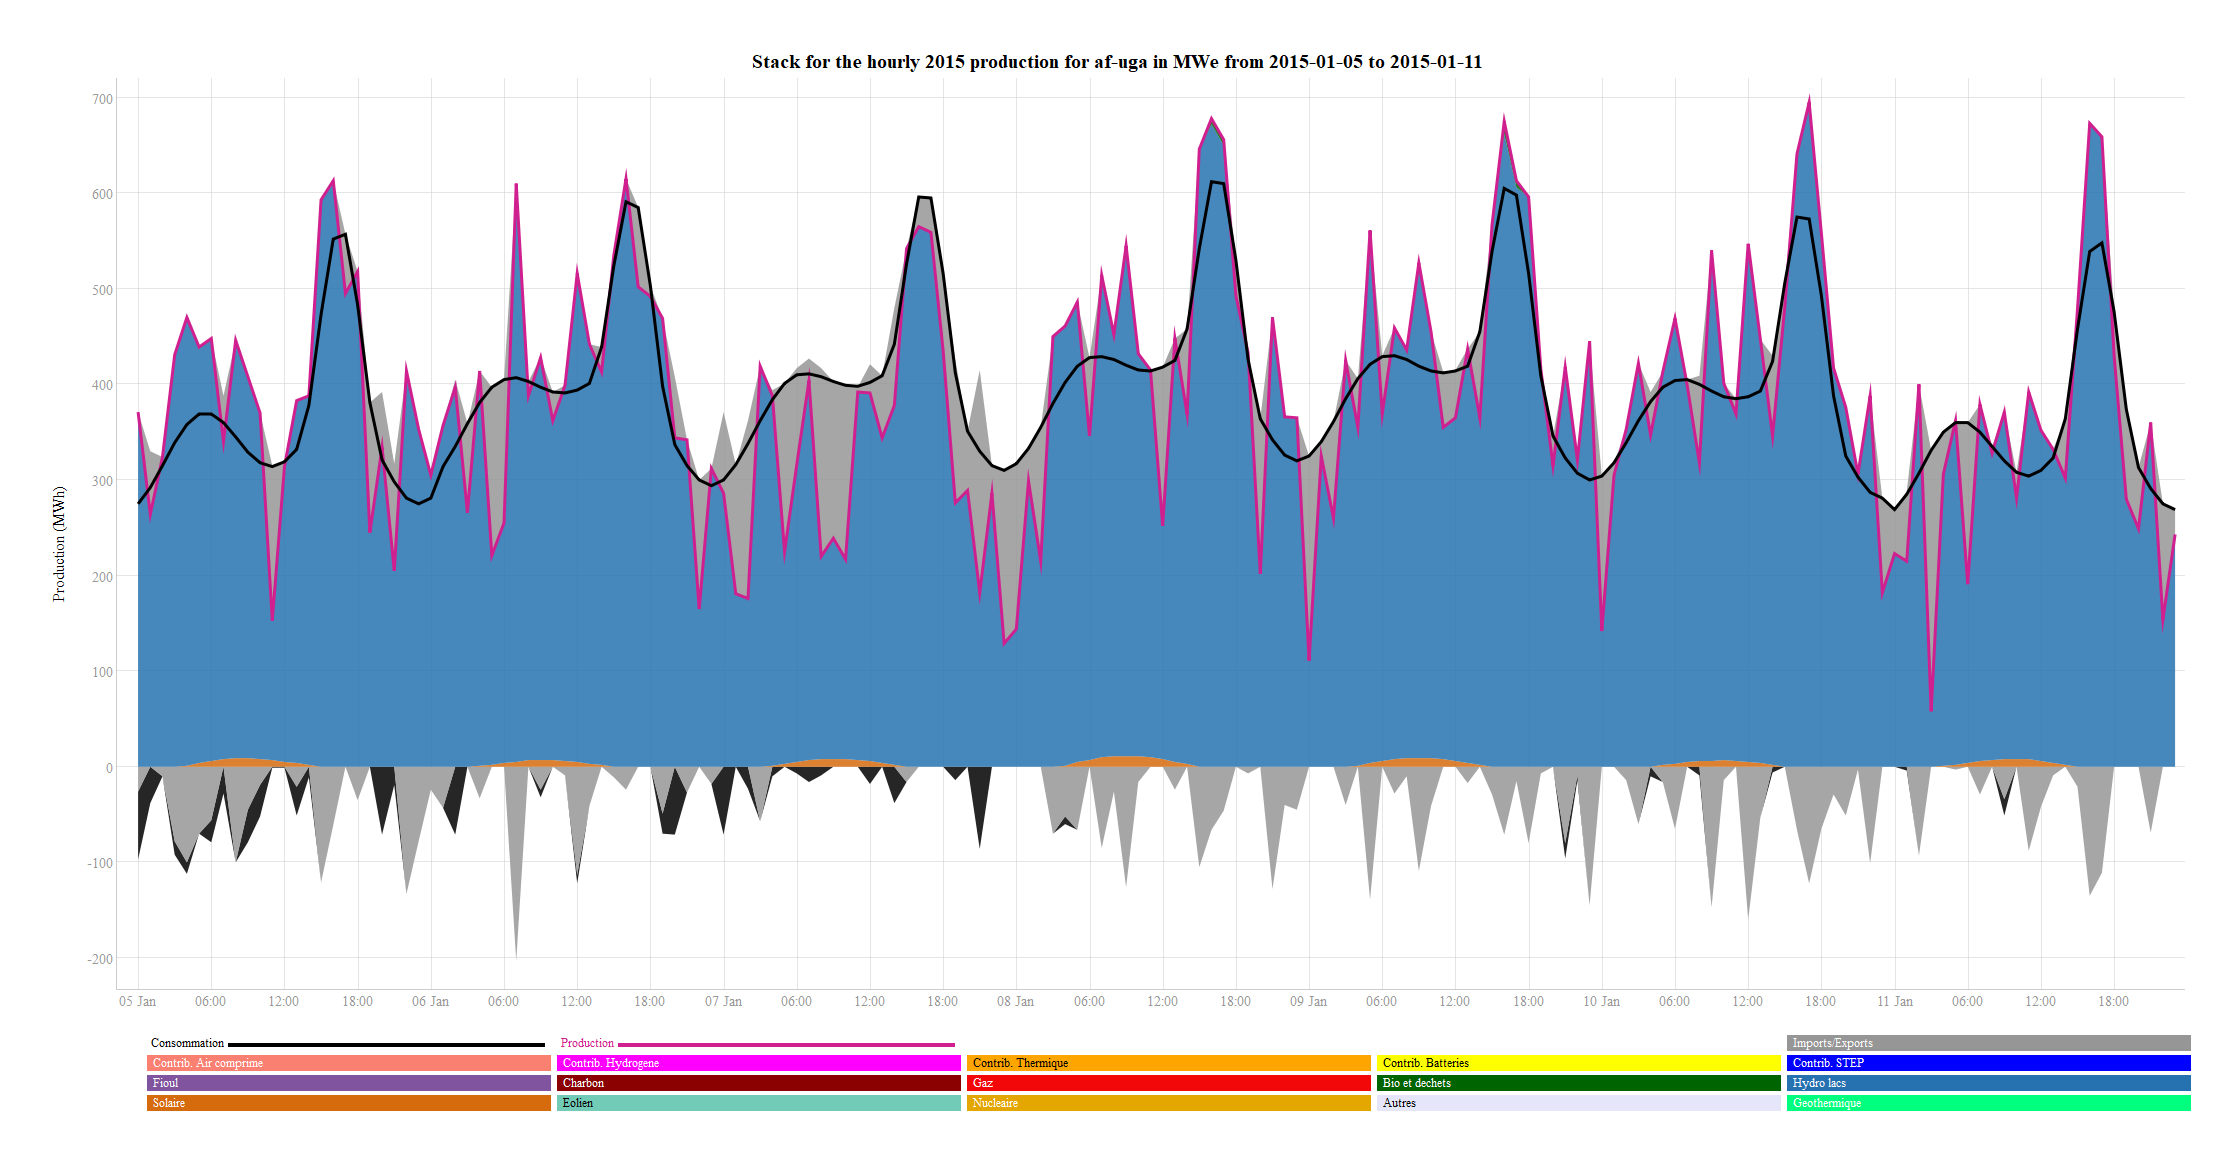 Stack for the hourly 2015 production for af-uga in MWe from 2015-01-05 to 2015-01-11
700
600
500
400
300
200
100
0
-100
-200
Production (MWh)
05 Jan 06:00 12:00 18:00 06 Jan 06:00 12:00 18:00 07 Jan 06:00 12:00 18:00 08 Jan 06:00 12:00 18:00 09 Jan 06:00 12:00 18:00 10 Jan 06:00 12:00 18:00 11 Jan 06:00 12:00 18:00
Consommation Production Imports/Exports
Contrib. Air comprime Contrib. Hydrogene Contrib. Thermique Contrib. Batteries Contrib. STEP
Fioul Charbon Gaz Bio et dechets Hydro lacs
Solaire Eolien Nucleaire Autres Geothermique